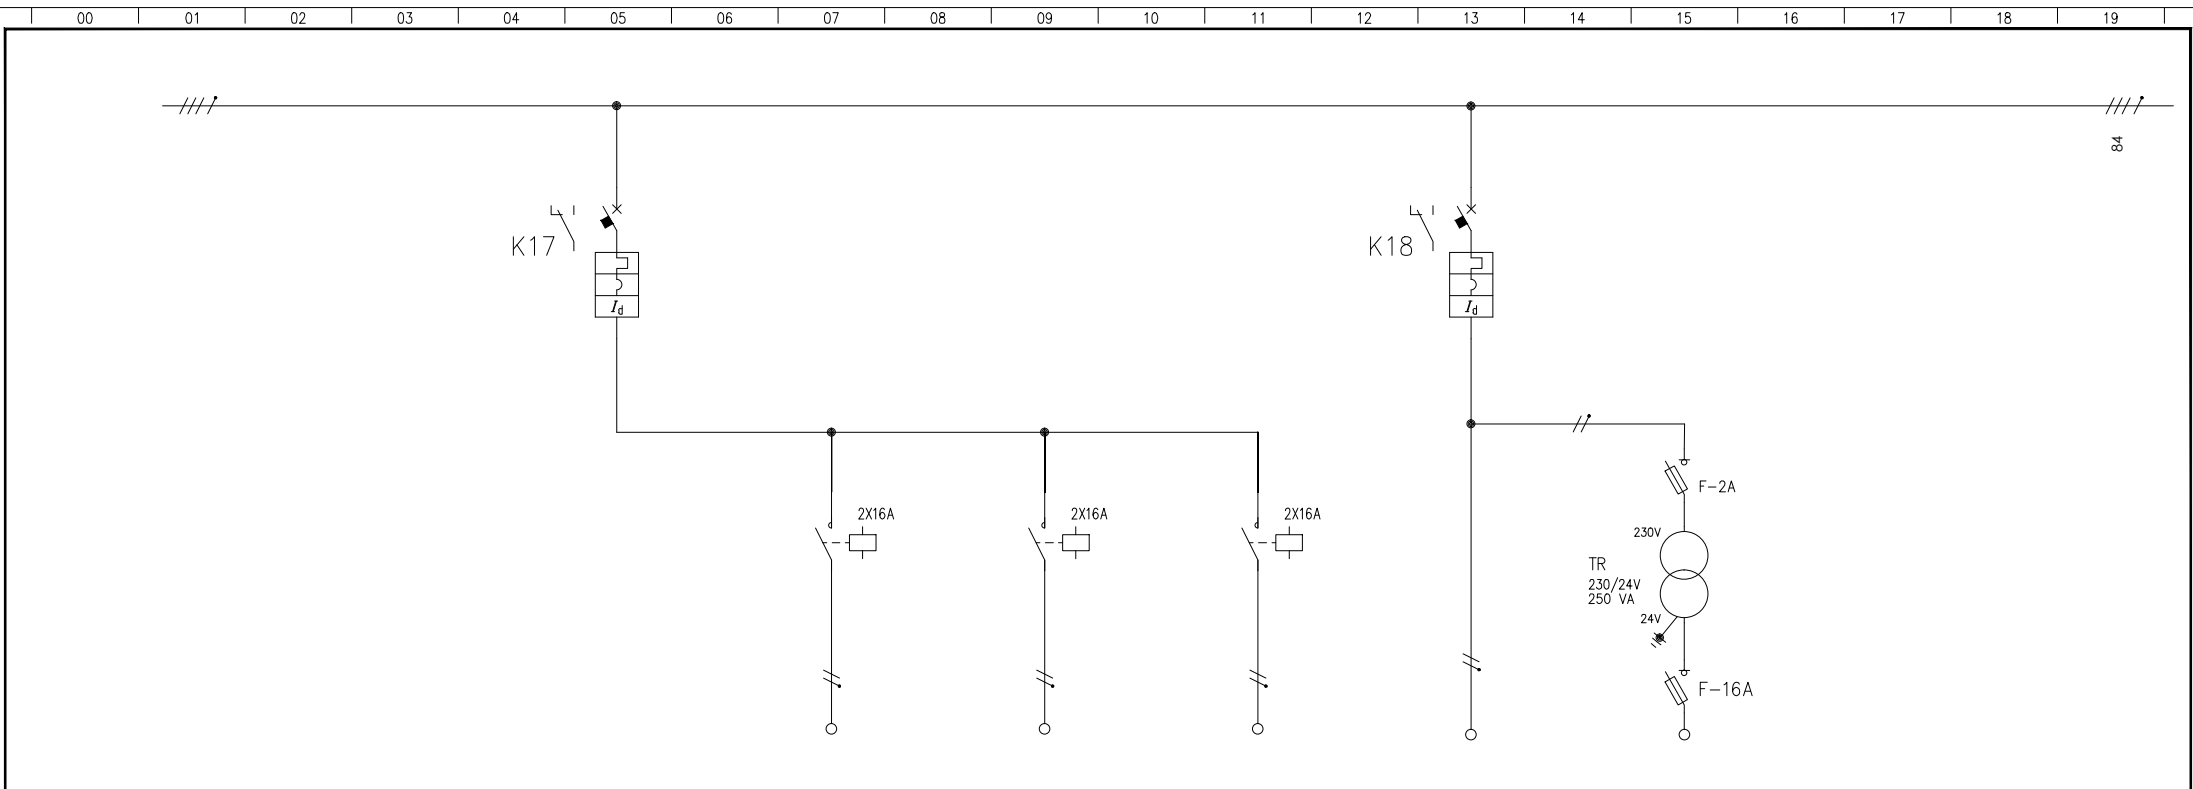 00 01 02 03 04 05 06 07 08 09 10 11 12 13 14 15 16 17 18 19
84
K17
K18
Id
Id
F-2A
2X16A
2X16A
2X16A
230V
TR
230/24V
250 VA
24V
F-16A